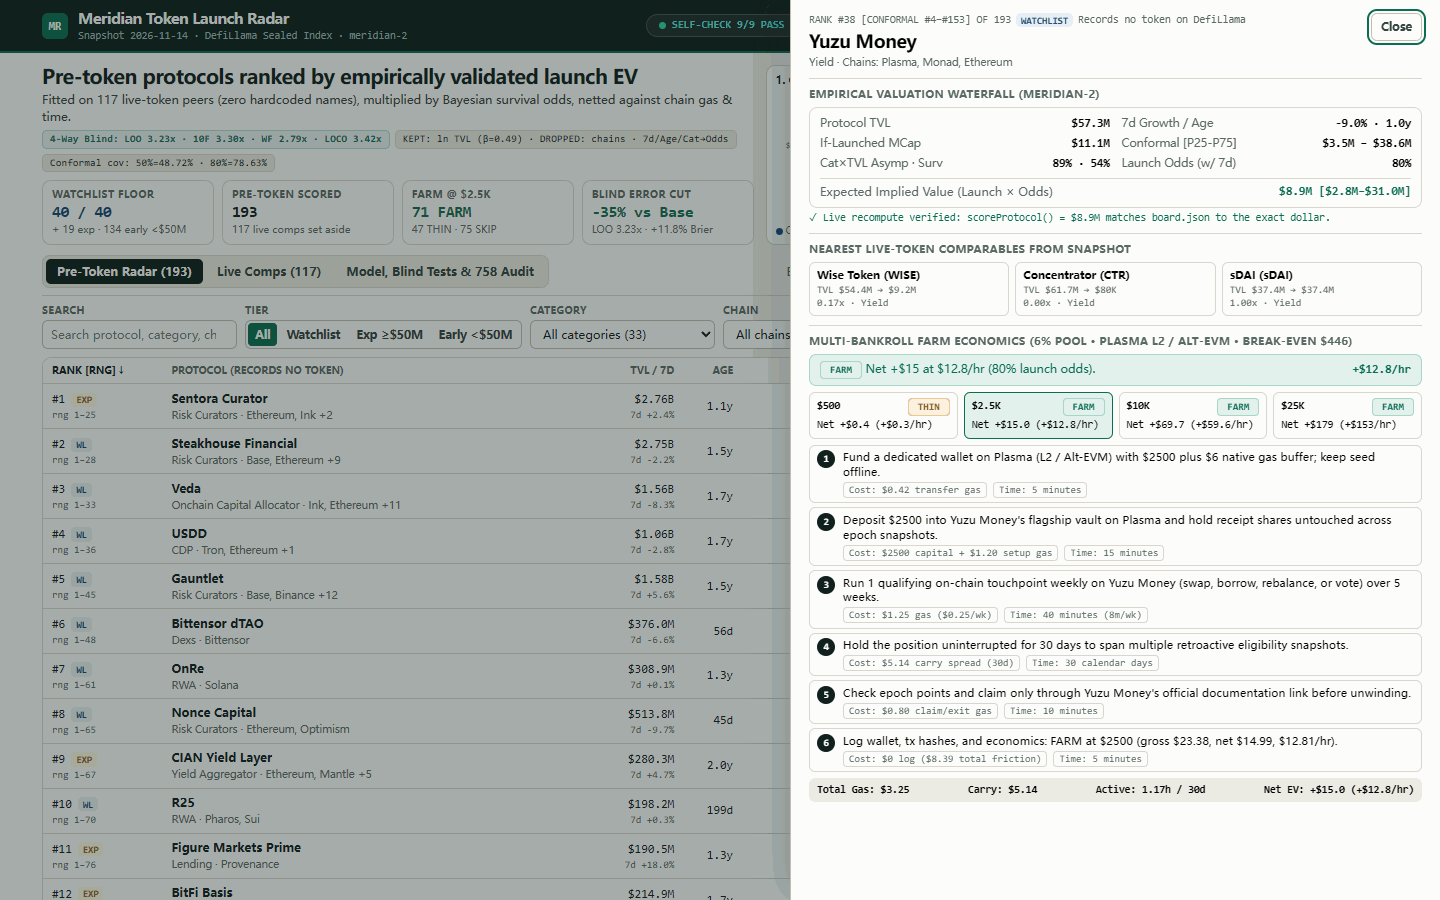 MR
Meridian Token Launch Radar
Snapshot 2026-11-14 · DefiLlama Sealed Index · meridian-2
SELF-CHECK 9/9 PASS
Pre-token protocols ranked by empirically validated launch EV
Fitted on 117 live-token peers (zero hardcoded names), multiplied by Bayesian survival odds, netted against chain gas &
time.
4-Way Blind: LOO 3.23x · 10F 3.30x · WF 2.79x · LOCO 3.42x
KEPT: ln TVL (β=0.49) · DROPPED: chains · 7d/Age/Cat→Odds
Conformal cov: 50%=48.72% · 80%=78.63%
WATCHLIST FLOOR
40 / 40
+ 19 exp · 134 early <$50M
PRE-TOKEN SCORED
193
117 live comps set aside
FARM @ $2.5K
71 FARM
47 THIN · 75 SKIP
BLIND ERROR CUT
-35% vs Base
LOO 3.23x · +11.8% Brier
Pre-Token Radar (193)
Live Comps (117)
Model, Blind Tests & 758 Audit
SEARCH
Search protocol, category, ch
TIER
All
Watchlist
Exp ≥$50M
Early <$50M
CATEGORY
All categories (33)
CHAIN
All chains
RANK [RNG] ↓
PROTOCOL (RECORDS NO TOKEN)
TVL / 7D
AGE
#1 EXP
rng 1–25
Sentora Curator
Risk Curators · Ethereum, Ink +2
$2.76B
7d +2.4%
1.1y
#2 WL
rng 1–28
Steakhouse Financial
Risk Curators · Base, Ethereum +9
$2.75B
7d -2.2%
1.5y
#3 WL
rng 1–33
Veda
Onchain Capital Allocator · Ink, Ethereum +11
$1.56B
7d -8.3%
1.7y
#4 WL
rng 1–36
USDD
CDP · Tron, Ethereum +1
$1.06B
7d -2.8%
1.7y
#5 WL
rng 1–45
Gauntlet
Risk Curators · Base, Binance +12
$1.58B
7d +5.6%
1.5y
#6 WL
rng 1–48
Bittensor dTAO
Dexs · Bittensor
$376.0M
7d -6.6%
56d
#7 WL
rng 1–61
OnRe
RWA · Solana
$308.9M
7d +0.1%
1.3y
#8 WL
rng 1–65
Nonce Capital
Risk Curators · Ethereum, Optimism
$513.8M
7d -9.7%
45d
#9 EXP
rng 1–67
CIAN Yield Layer
Yield Aggregator · Ethereum, Mantle +5
$280.3M
7d +4.7%
2.0y
#10 WL
rng 1–70
R25
RWA · Pharos, Sui
$198.2M
7d +0.3%
199d
#11 EXP
rng 1–76
Figure Markets Prime
Lending · Provenance
$190.5M
7d +18.0%
1.3y
#12 EXP
BitFi Basis
$214.9M
RANK #38 [CONFORMAL #4–#153] OF 193 WATCHLIST Records no token on DefiLlama
Yuzu Money
Yield · Chains: Plasma, Monad, Ethereum
Close
EMPIRICAL VALUATION WATERFALL (MERIDIAN-2)
Protocol TVL $57.3M 7d Growth / Age -9.0% · 1.0y
If-Launched MCap $11.1M Conformal [P25-P75] $3.5M – $38.6M
Cat×TVL Asymp · Surv 89% · 54% Launch Odds (w/ 7d) 80%
Expected Implied Value (Launch × Odds) $8.9M [$2.8M–$31.0M]
✓ Live recompute verified: scoreProtocol() = $8.9M matches board.json to the exact dollar.
NEAREST LIVE-TOKEN COMPARABLES FROM SNAPSHOT
Wise Token (WISE)
TVL $54.4M → $9.2M
0.17x · Yield
Concentrator (CTR)
TVL $61.7M → $80K
0.00x · Yield
sDAI (sDAI)
TVL $37.4M → $37.4M
1.00x · Yield
MULTI-BANKROLL FARM ECONOMICS (6% POOL • PLASMA L2 / ALT-EVM • BREAK-EVEN $446)
FARM Net +$15 at $12.8/hr (80% launch odds). +$12.8/hr
$500 THIN
Net +$0.4 (+$0.3/hr)
$2.5K FARM
Net +$15.0 (+$12.8/hr)
$10K FARM
Net +$69.7 (+$59.6/hr)
$25K FARM
Net +$179 (+$153/hr)
1 Fund a dedicated wallet on Plasma (L2 / Alt-EVM) with $2500 plus $6 native gas buffer; keep seed
offline.
Cost: $0.42 transfer gas Time: 5 minutes
2 Deposit $2500 into Yuzu Money's flagship vault on Plasma and hold receipt shares untouched across
epoch snapshots.
Cost: $2500 capital + $1.20 setup gas Time: 15 minutes
3 Run 1 qualifying on-chain touchpoint weekly on Yuzu Money (swap, borrow, rebalance, or vote) over 5
weeks.
Cost: $1.25 gas ($0.25/wk) Time: 40 minutes (8m/wk)
4 Hold the position uninterrupted for 30 days to span multiple retroactive eligibility snapshots.
Cost: $5.14 carry spread (30d) Time: 30 calendar days
5 Check epoch points and claim only through Yuzu Money's official documentation link before unwinding.
Cost: $0.80 claim/exit gas Time: 10 minutes
6 Log wallet, tx hashes, and economics: FARM at $2500 (gross $23.38, net $14.99, $12.81/hr).
Cost: $0 log ($8.39 total friction) Time: 5 minutes
Total Gas: $3.25 Carry: $5.14 Active: 1.17h / 30d Net EV: +$15.0 (+$12.8/hr)